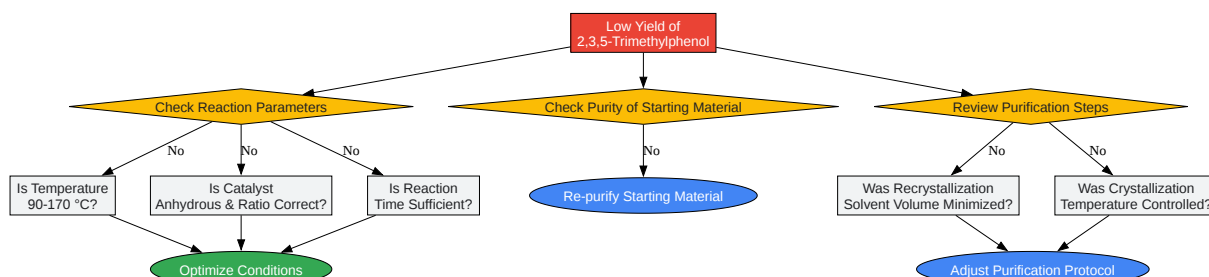 Low Yield of
2,3,5-Trimethylphenol
Check Reaction Parameters
Check Purity of Starting Material
Review Purification Steps
No
No
No
No
No
No
Is Temperature
90-170 °C?
Is Catalyst
Anhydrous & Ratio Correct?
Is Reaction
Time Sufficient?
Re-purify Starting Material
Was Recrystallization
Solvent Volume Minimized?
Was Crystallization
Temperature Controlled?
Optimize Conditions
Adjust Purification Protocol